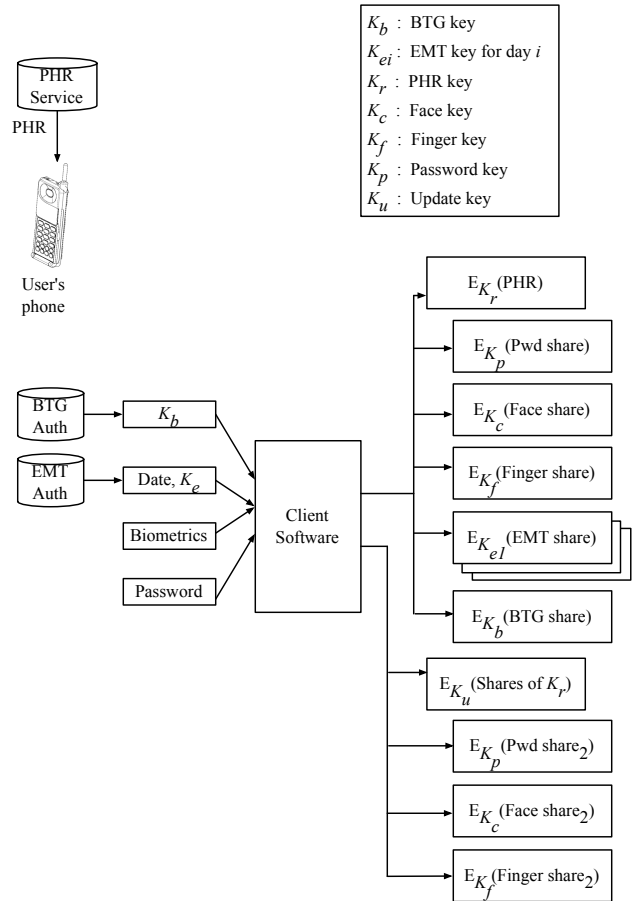 PHR
Service
PHR
User's
phone
K_b : BTG key
K_ei : EMT key for day i
K_r : PHR key
K_c : Face key
K_f : Finger key
K_p : Password key
K_u : Update key
BTG
Auth
K_b
EMT
Auth
Date, K_e
Biometrics
Password
Client
Software
E_K_r(PHR)
E_K_p(Pwd share)
E_K_c(Face share)
E_K_f(Finger share)
E_K_e1(EMT share)
E_K_b(BTG share)
E_K_u(Shares of K_r)
E_K_p(Pwd share_2)
E_K_c(Face share_2)
E_K_f(Finger share_2)